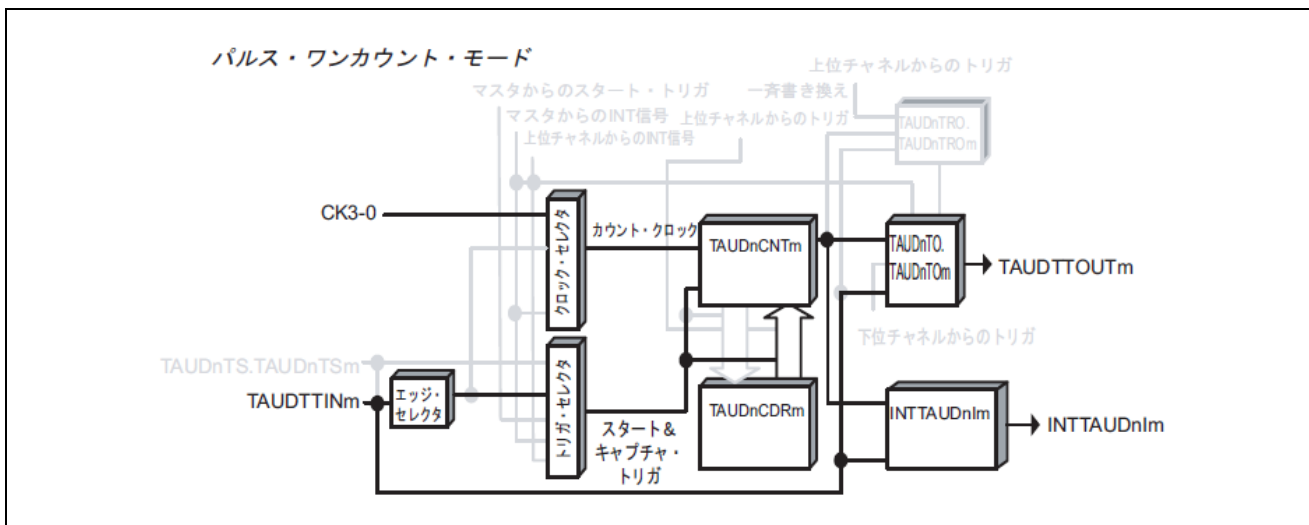 パルス・ワンカウント・モード
上位チャネルからのトリガ
マスタからのスタート・トリガ
一斉書き換え
マスタからのINT信号
上位チャネルからのトリガ
上位チャネルからのINT信号
TAUDnTRO.
TAUDnTROm
CK3-0
クロック・セレクタ
カウント・クロック
TAUDnCNTm
TAUDnTO.
TAUDnTOm
TAUDTTOUTm
下位チャネルからのトリガ
TAUDnTS.TAUDnTSm
TAUDTTINm
エッジ・
セレクタ
トリガ・セレクタ
スタート&
キャプチャ・
トリガ
TAUDnCDRm
INTTAUDnIm
INTTAUDnIm